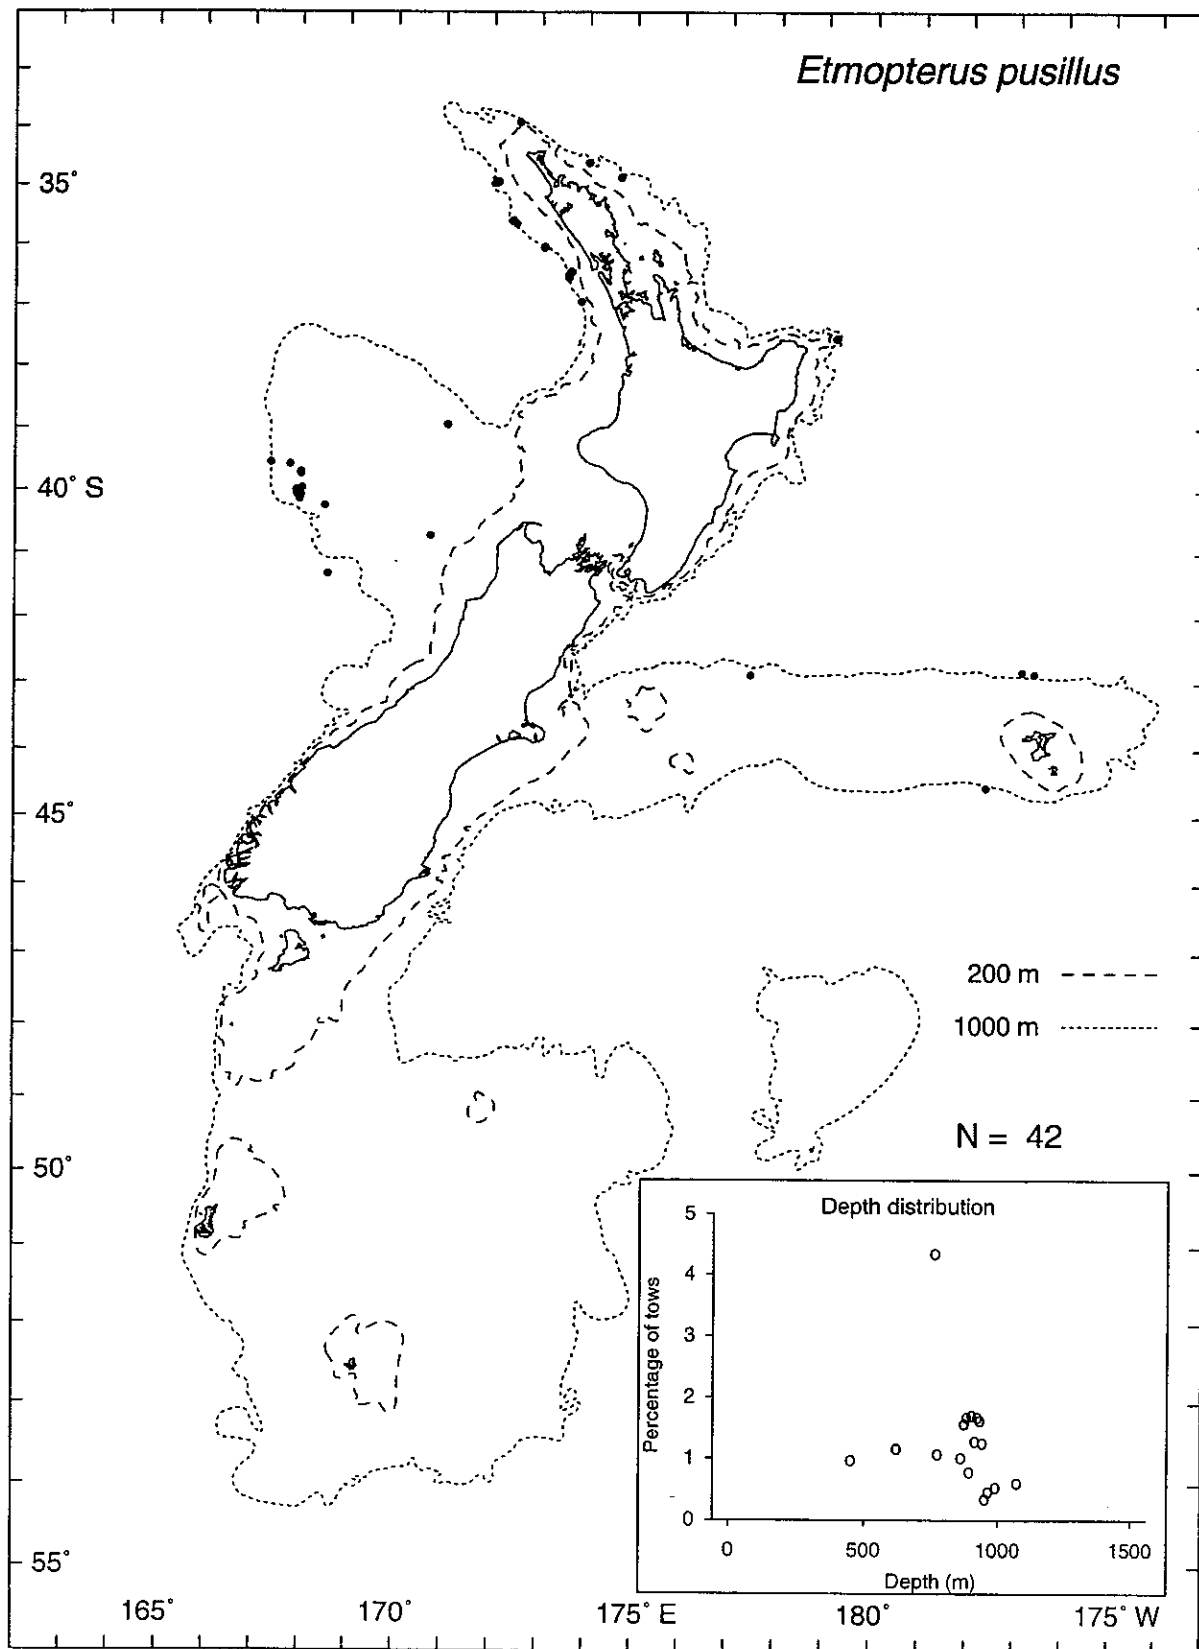 Etmopterus pusillus
35°
40° S
45°
50°
55°
165°
170°
175° E
180°
175° W
200 m
1000 m
N = 42
Depth distribution
Percentage of tows
5
4
3
2
1
0
0
500
1000
1500
Depth (m)